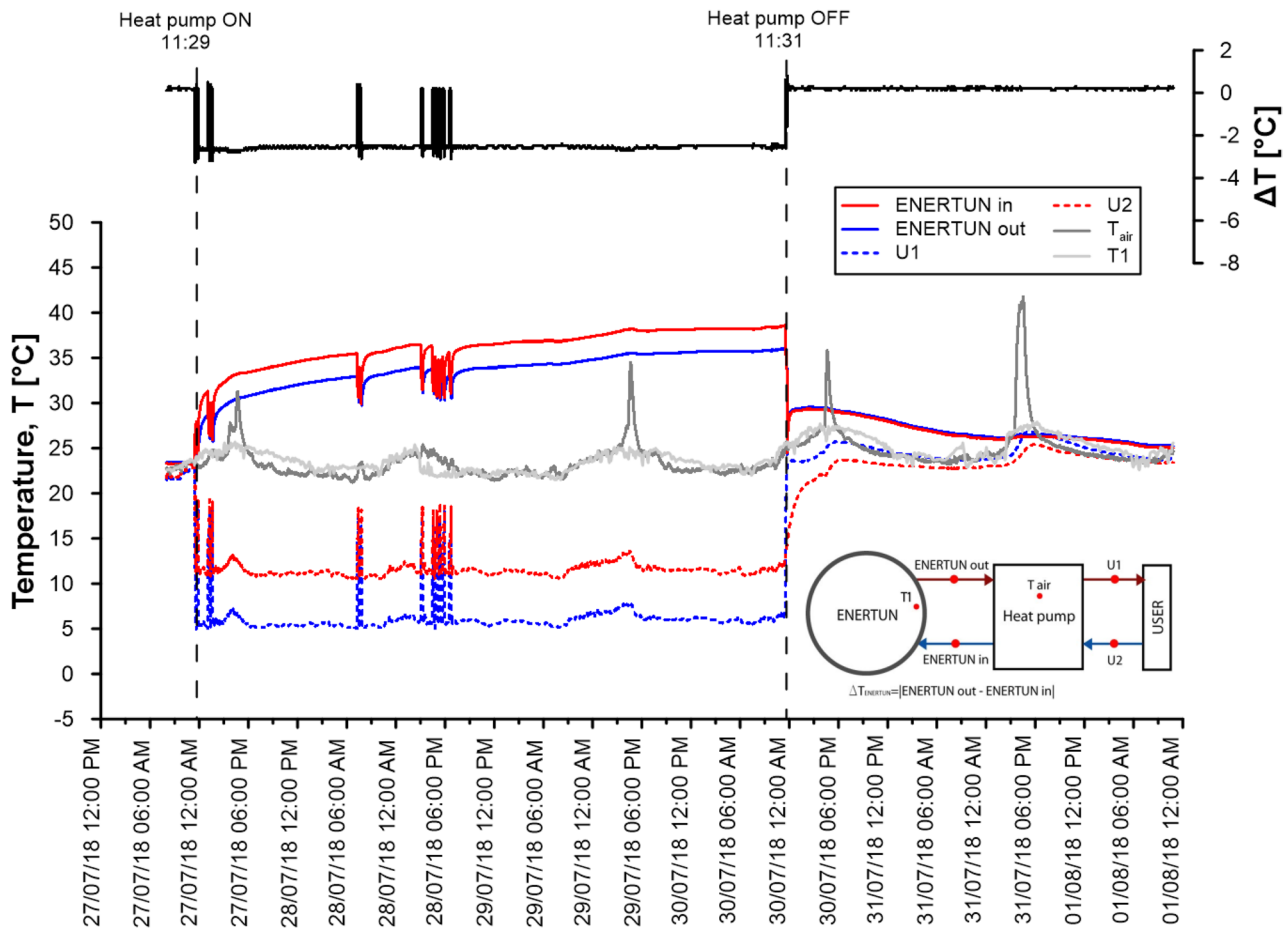 Heat pump ON
11:29
Heat pump OFF
11:31
2
0
-2
-4
-6
-8
ΔT [°C]
ENERTUN in
ENERTUN out
U1
U2
Tair
T1
50
45
40
35
30
25
20
15
10
5
0
-5
Temperature, T [°C]
ENERTUN out
U1
T air
T1
ENERTUN
Heat pump
USER
ENERTUN in
U2
ΔTENERTUN=|ENERTUN out - ENERTUN in|
27/07/18 12:00 PM
27/07/18 06:00 AM
27/07/18 12:00 AM
27/07/18 06:00 PM
28/07/18 12:00 PM
28/07/18 06:00 AM
28/07/18 12:00 AM
28/07/18 06:00 PM
29/07/18 12:00 PM
29/07/18 06:00 AM
29/07/18 12:00 AM
29/07/18 06:00 PM
30/07/18 12:00 PM
30/07/18 06:00 AM
30/07/18 12:00 AM
30/07/18 06:00 PM
31/07/18 12:00 PM
31/07/18 06:00 AM
31/07/18 12:00 AM
31/07/18 06:00 PM
01/08/18 12:00 PM
01/08/18 06:00 AM
01/08/18 12:00 AM